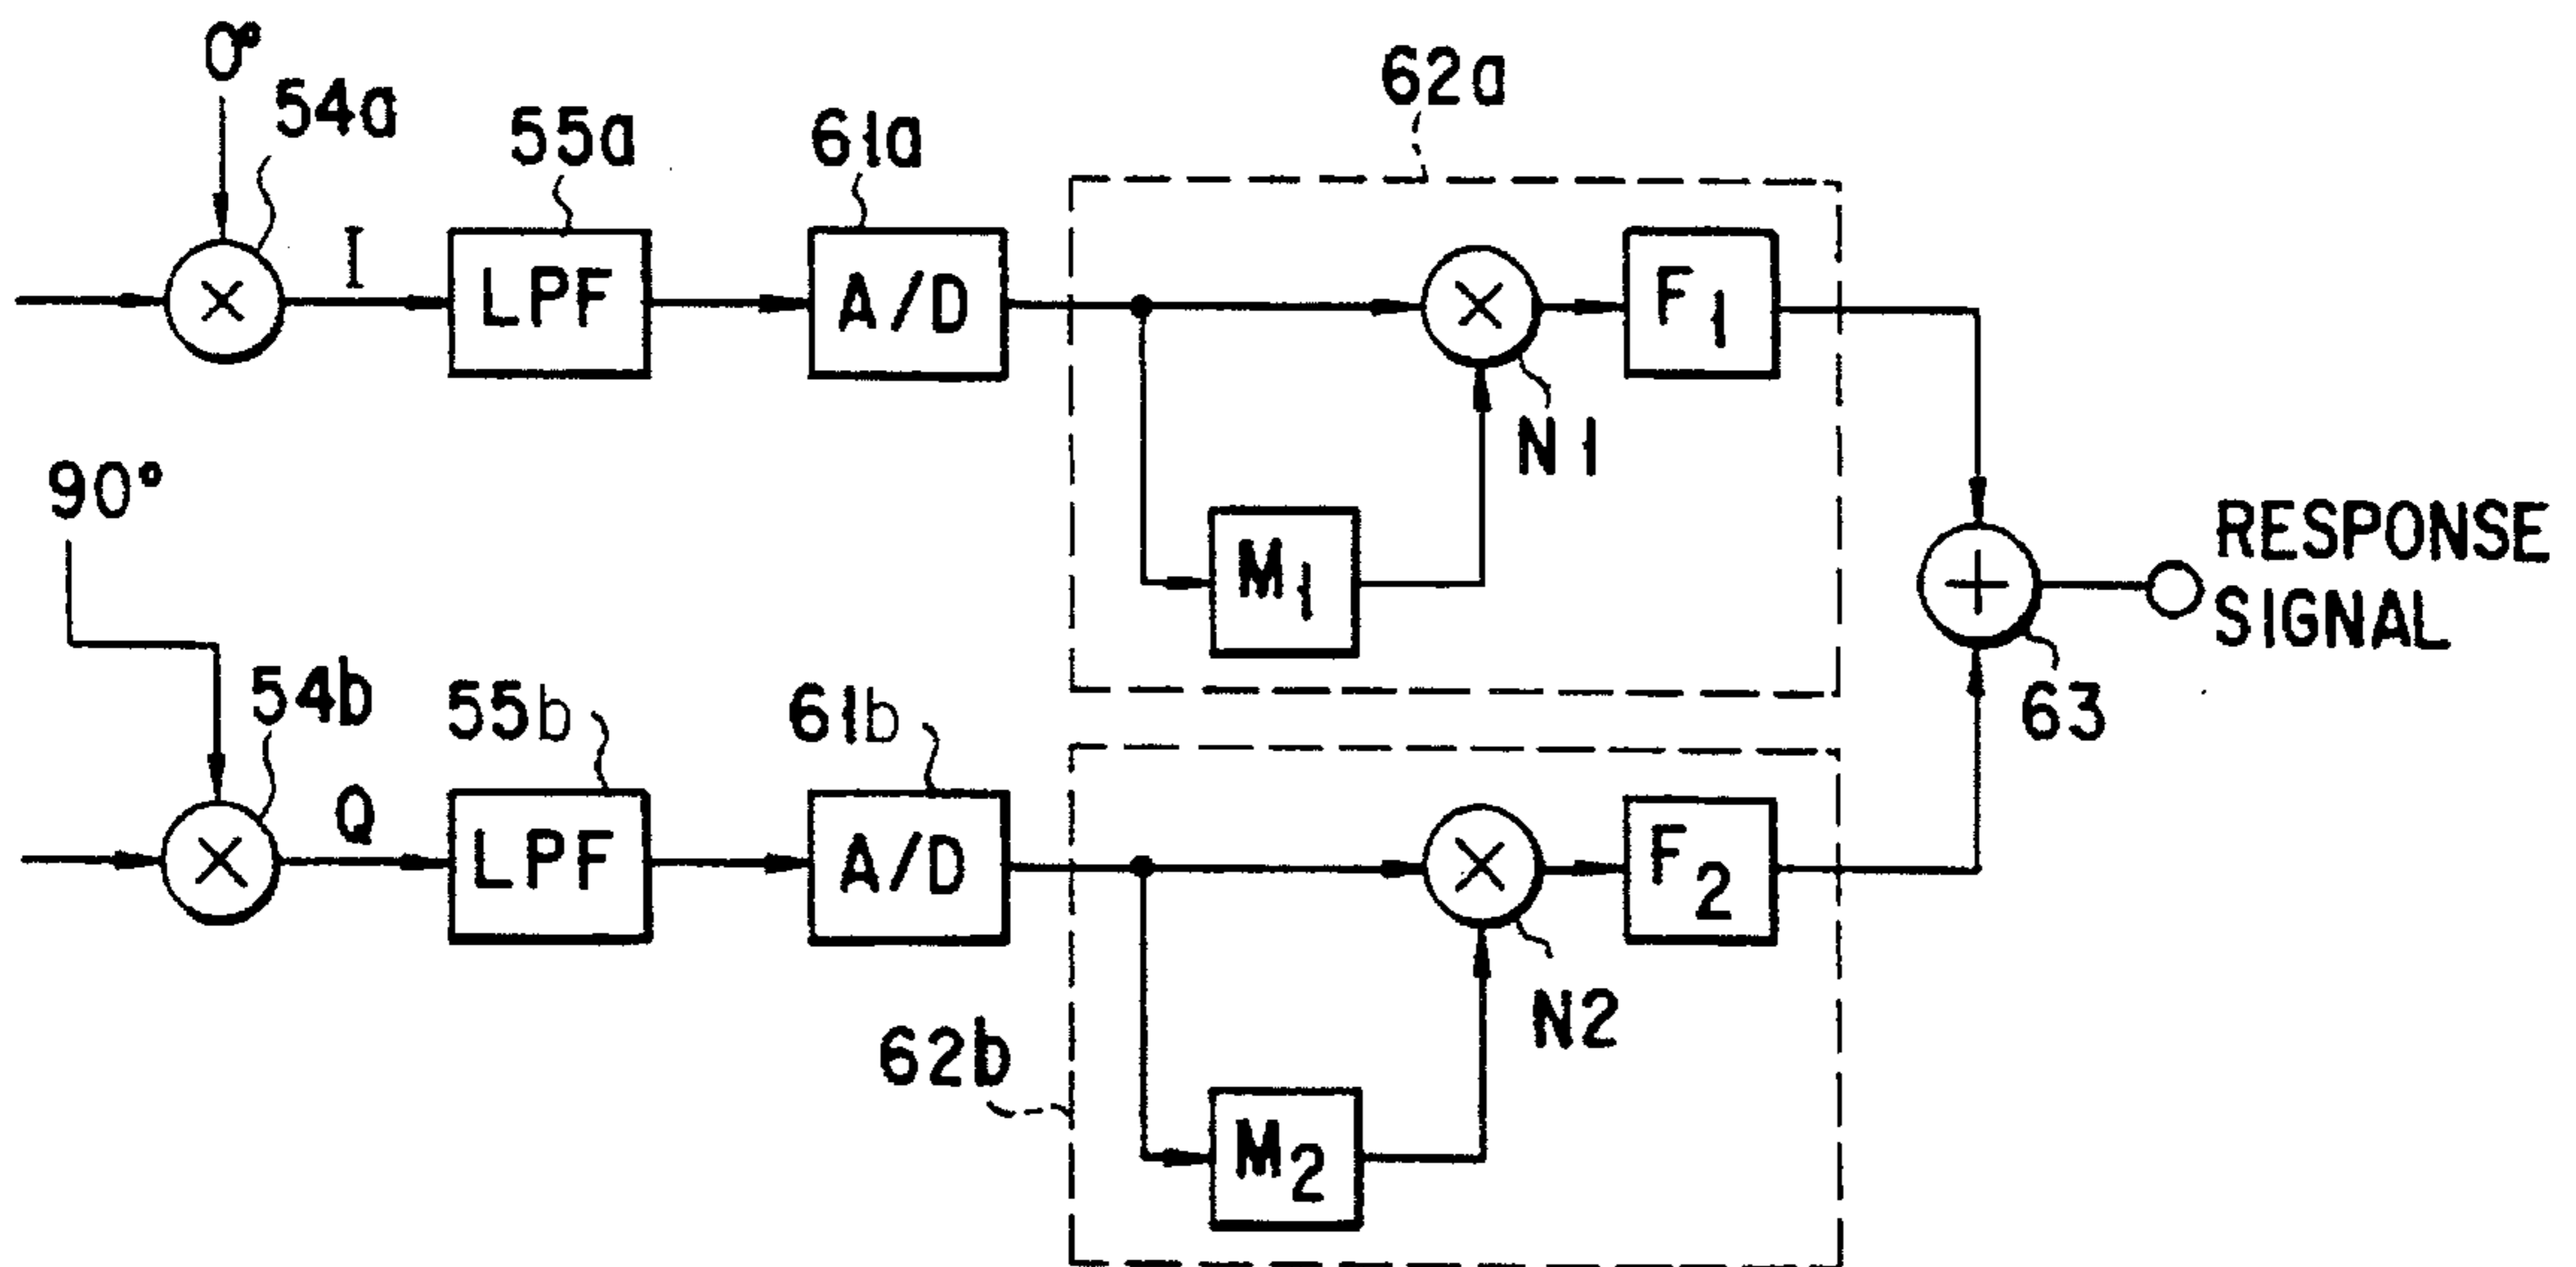 0°
54a
I
55a
LPF
61a
A/D
62a
×
N1
F1
M1
90°
54b
Q
55b
LPF
61b
A/D
62b
N2
F2
M2
+
63
RESPONSE
SIGNAL